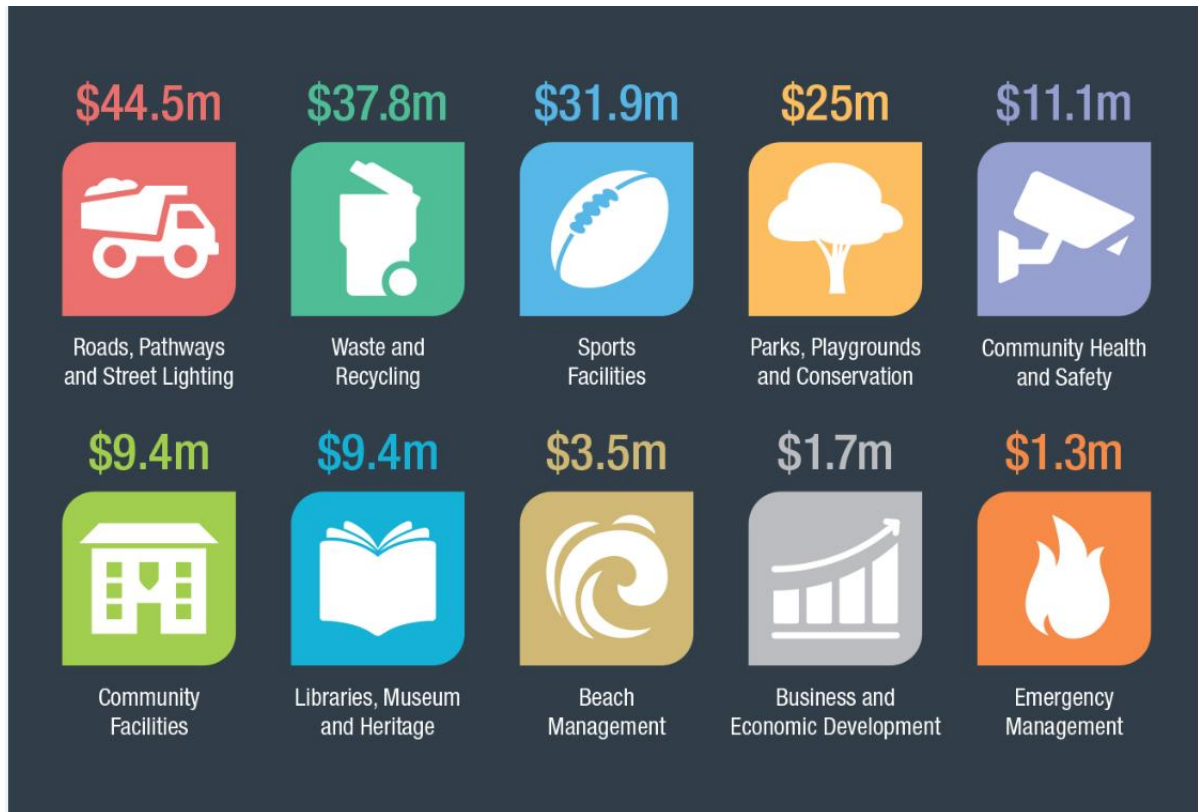 $44.5m
$37.8m
$31.9m
$25m
$11.1m
Roads, Pathways
and Street Lighting
Waste and
Recycling
Sports
Facilities
Parks, Playgrounds
and Conservation
Community Health
and Safety
$9.4m
$9.4m
$3.5m
$1.7m
$1.3m
Community
Facilities
Libraries, Museum
and Heritage
Beach
Management
Business and
Economic Development
Emergency
Management